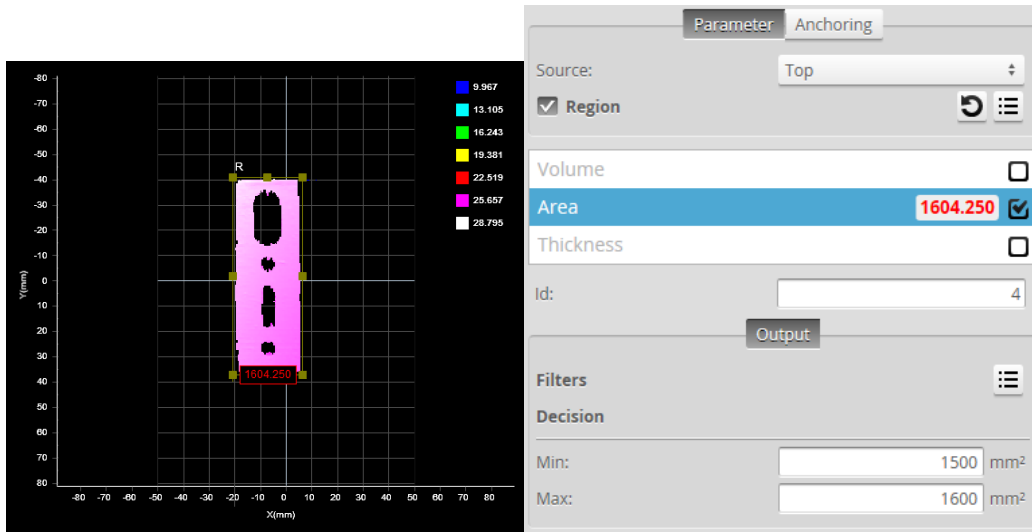 -80
-70
-60
-50
-40
-30
-20
-10
0
10
20
30
40
50
60
70
80
Y(mm)
-80 -70 -60 -50 -40 -30 -20 -10 0 10 20 30 40 50 60 70 80
X(mm)
R
1604.250
9.967
13.105
16.243
19.381
22.519
25.657
28.795
Parameter Anchoring
Source: Top
Region
Volume
Area 1604.250
Thickness
Id: 4
Output
Filters
Decision
Min: 1500 mm²
Max: 1600 mm²